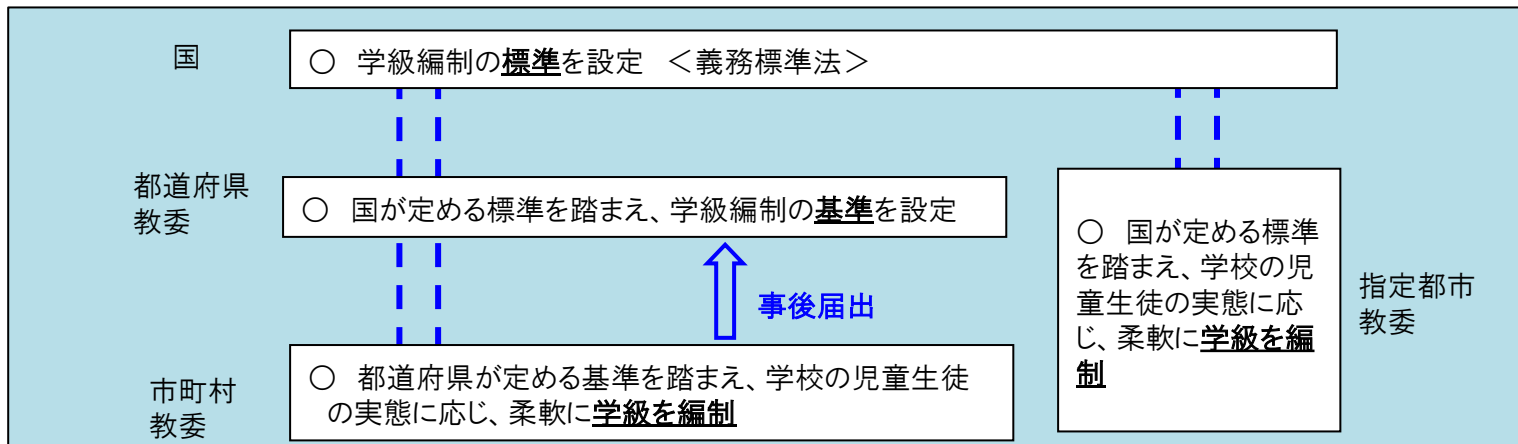 国
○ 学級編制の標準を設定 <義務標準法>
都道府県
教委
○ 国が定める標準を踏まえ、学級編制の基準を設定
事後届出
市町村
教委
○ 都道府県が定める基準を踏まえ、学校の児童生徒
の実態に応じ、柔軟に学級を編制
○ 国が定める標準
を踏まえ、学校の児
童生徒の実態に応
じ、柔軟に学級を編
制
指定都市
教委